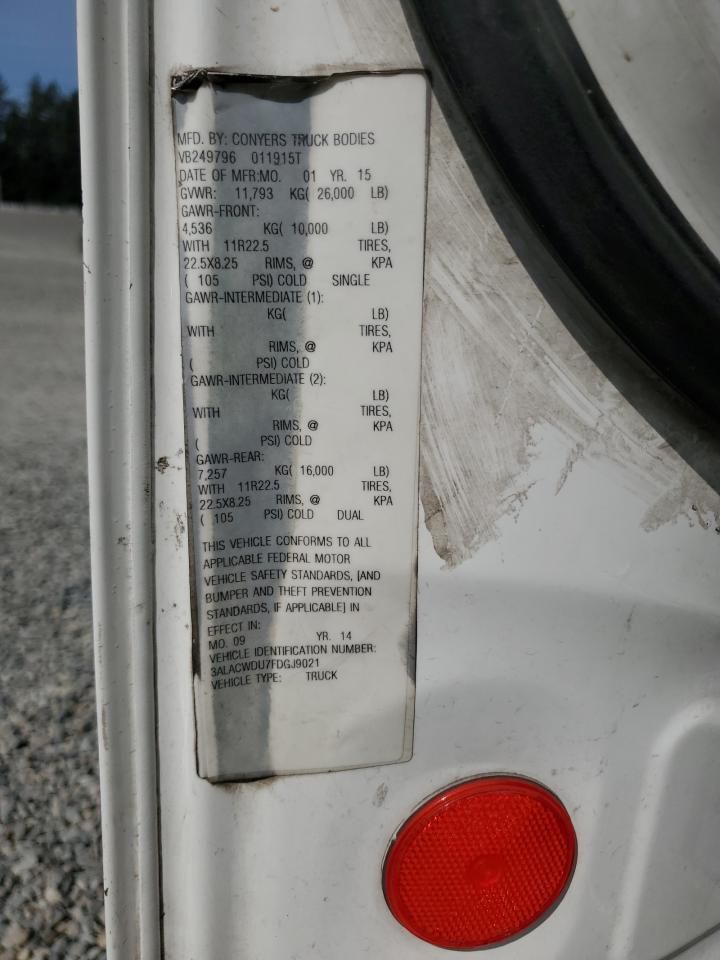 MFD. BY: CONYERS TRUCK BODIES
VB249796 011915T
DATE OF MFR:MO. 01 YR. 15
GVWR: 11,793 KG( 26,000 LB)
GAWR-FRONT:
4,536 KG( 10,000 LB)
WITH 11R22.5 TIRES,
22.5X8.25 RIMS, @ KPA
( 105 PSI) COLD SINGLE
GAWR-INTERMEDIATE (1):
KG( LB)
WITH TIRES,
RIMS, @ KPA
( PSI) COLD
GAWR-INTERMEDIATE (2):
KG( LB)
WITH TIRES,
RIMS, @ KPA
( PSI) COLD
GAWR-REAR:
7,257 KG( 16,000 LB)
WITH 11R22.5 TIRES,
22.5X8.25 RIMS, @ KPA
( 105 PSI) COLD DUAL
THIS VEHICLE CONFORMS TO ALL
APPLICABLE FEDERAL MOTOR
VEHICLE SAFETY STANDARDS, [AND
BUMPER AND THEFT PREVENTION
STANDARDS, IF APPLICABLE] IN
EFFECT IN:
MO. 09 YR. 14
VEHICLE IDENTIFICATION NUMBER:
3ALACWDU7FDGJ9021
VEHICLE TYPE: TRUCK